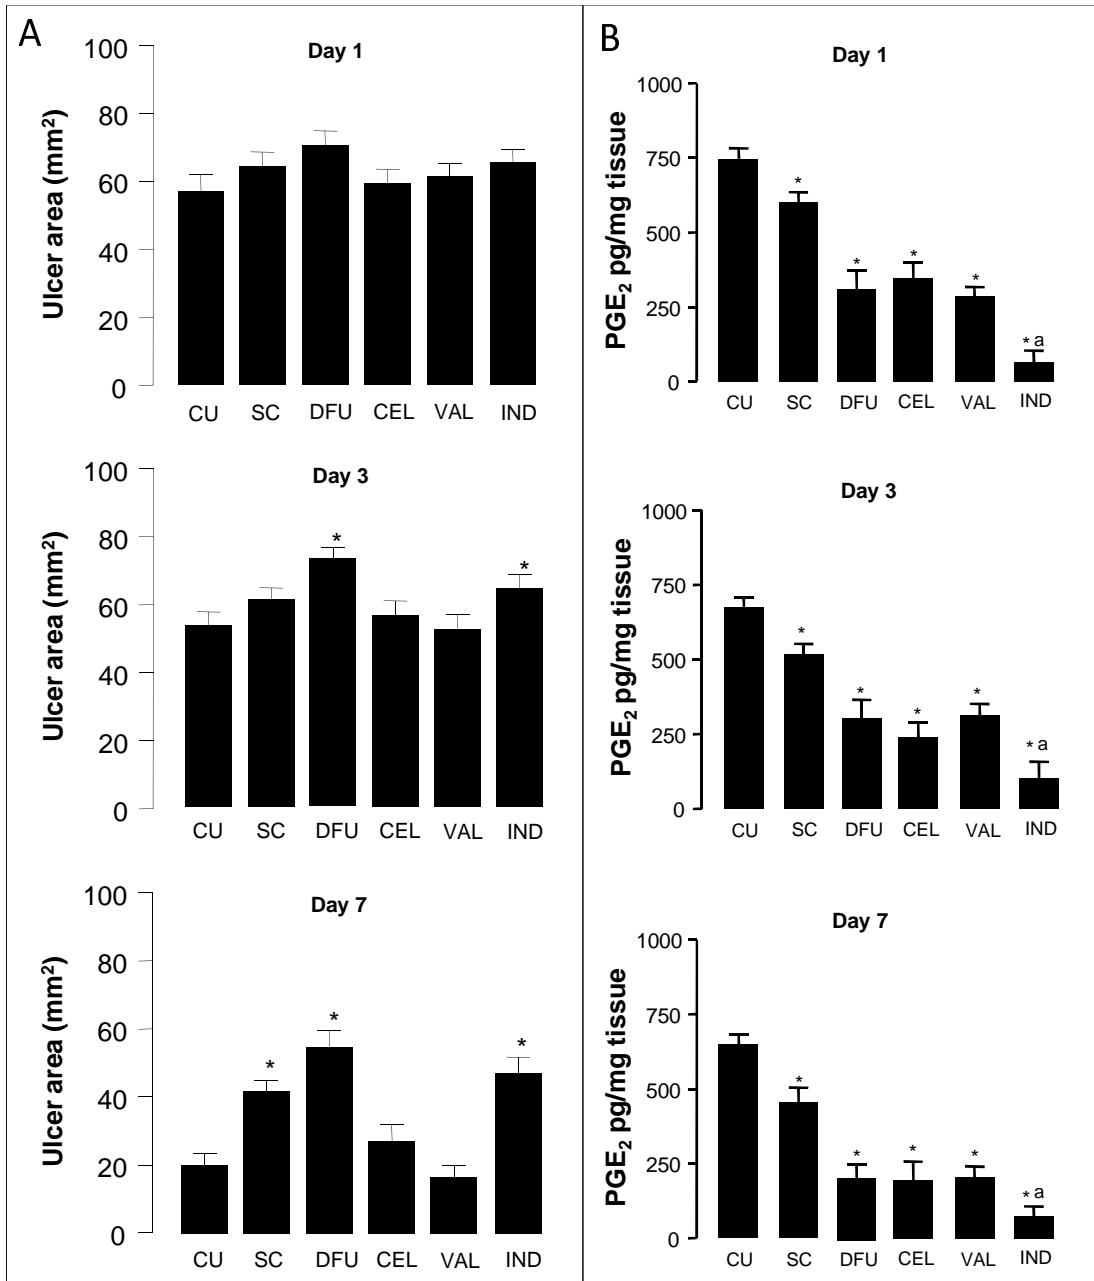 A
Day 1
Ulcer area (mm²)
100
80
60
40
20
0
CU SC DFU CEL VAL IND
Day 3
Ulcer area (mm²)
100
80
60
40
20
0
*
*
CU SC DFU CEL VAL IND
Day 7
Ulcer area (mm²)
100
80
60
40
20
0
*
*
*
CU SC DFU CEL VAL IND
B
Day 1
PGE₂ pg/mg tissue
1000
750
500
250
0
*
*
*
*
* a
CU SC DFU CEL VAL IND
Day 3
PGE₂ pg/mg tissue
1000
750
500
250
0
*
*
*
*
* a
CU SC DFU CEL VAL IND
Day 7
PGE₂ pg/mg tissue
1000
750
500
250
0
*
*
*
*
* a
CU SC DFU CEL VAL IND